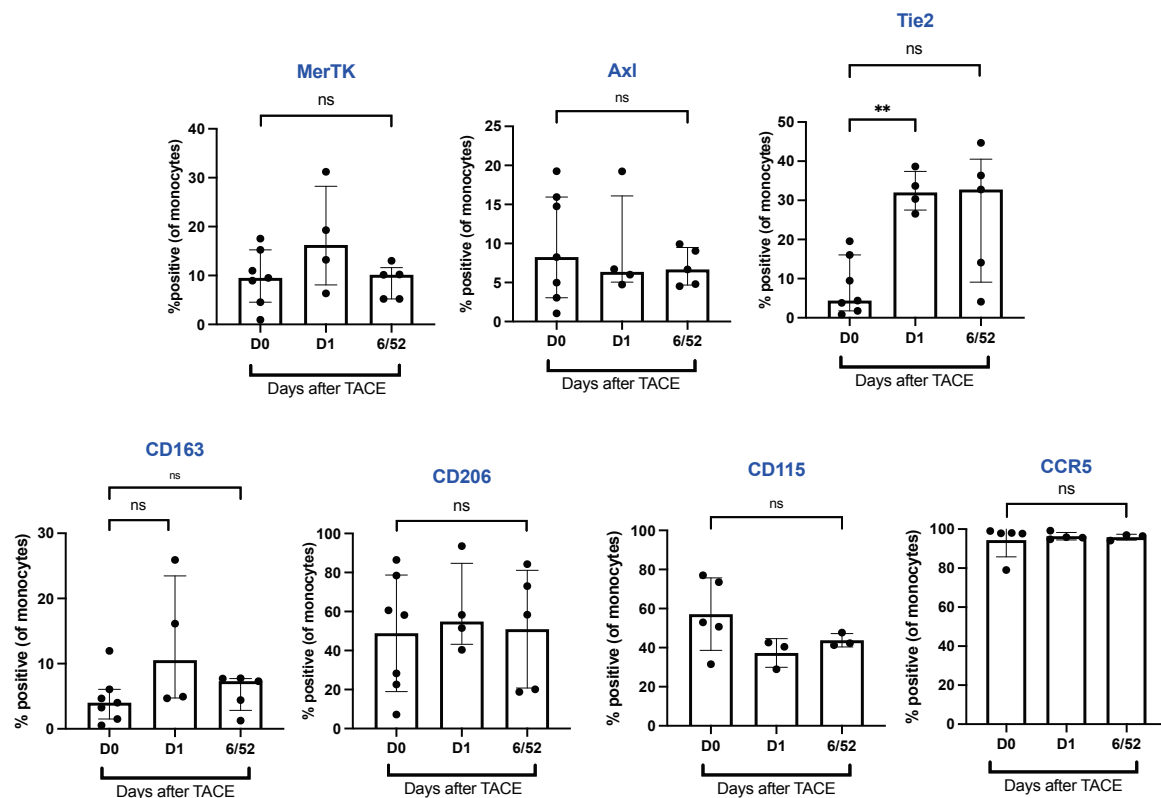 MerTK
ns
%positive (of monocytes)
40
30
20
10
0
D0 D1 6/52
Days after TACE
Axl
ns
% positive (of monocytes)
25
20
15
10
5
0
D0 D1 6/52
Days after TACE
Tie2
ns
**
% positive (of monocytes)
50
40
30
20
10
0
D0 D1 6/52
Days after TACE
CD163
ns
ns
% positive (of monocytes)
30
20
10
0
D0 D1 6/52
Days after TACE
CD206
ns
% positive (of monocytes)
100
80
60
40
20
0
D0 D1 6/52
Days after TACE
CD115
ns
% positive (of monocytes)
100
80
60
40
20
0
D0 D1 6/52
Days after TACE
CCR5
ns
% positive (of monocytes)
100
80
60
40
20
0
D0 D1 6/52
Days after TACE